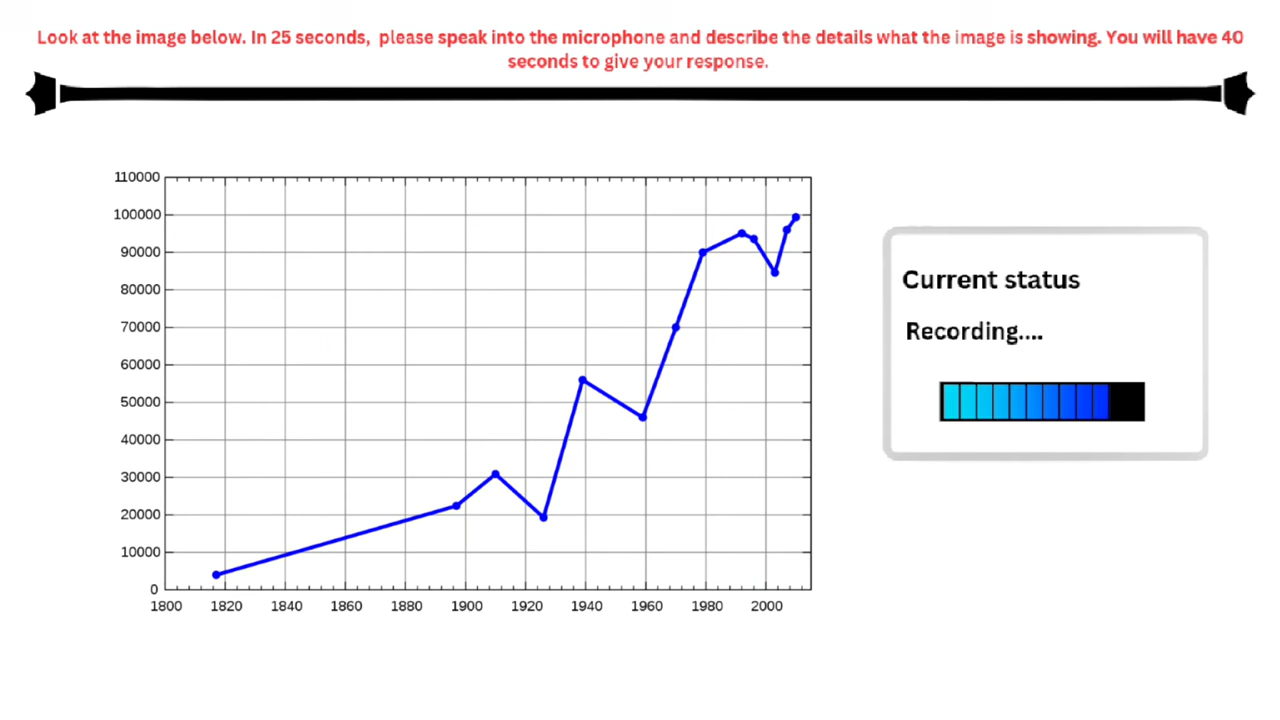 Look at the image below. In 25 seconds, please speak into the microphone and describe the details what the image is showing. You will have 40
seconds to give your response.
110000
100000
90000
80000
70000
60000
50000
40000
30000
20000
10000
0
1800 1820 1840 1860 1880 1900 1920 1940 1960 1980 2000
Current status
Recording....